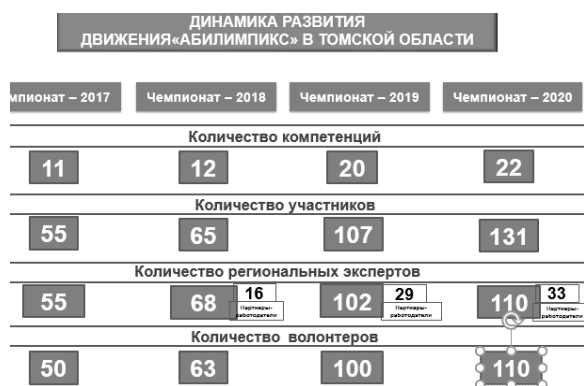 ДИНАМИКА РАЗВИТИЯ
ДВИЖЕНИЯ«АБИЛИМПИКС» В ТОМСКОЙ ОБЛАСТИ
мпионат – 2017 Чемпионат – 2018 Чемпионат – 2019 Чемпионат – 2020
Количество компетенций
11 12 20 22
Количество участников
55 65 107 131
Количество региональных экспертов
55 68 16 102 29 110 33
Партнеры- Партнеры- Партнеры-
работодатели работодатели работодатели
Количество волонтеров
50 63 100 110